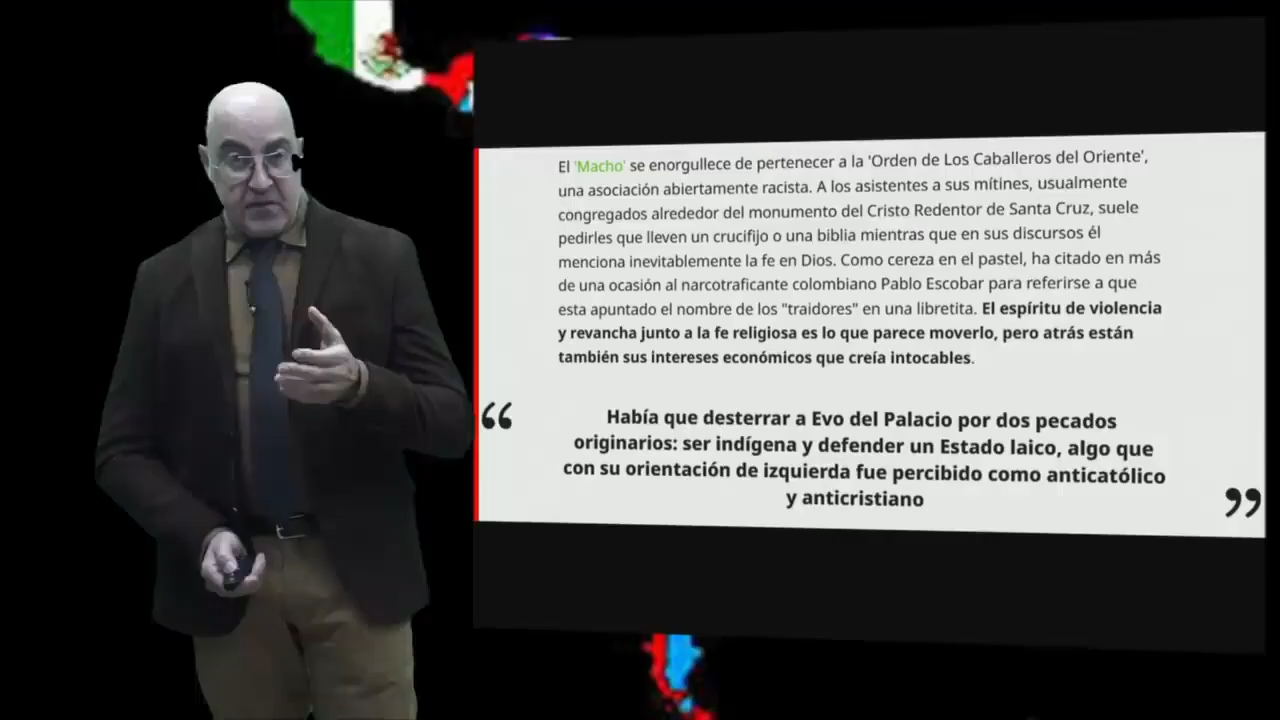 El 'Macho' se enorgullece de pertenecer a la 'Orden de Los Caballeros del Oriente',
una asociación abiertamente racista. A los asistentes a sus mítines, usualmente
congregados alrededor del monumento del Cristo Redentor de Santa Cruz, suele
pedirles que lleven un crucifijo o una biblia mientras que en sus discursos él
menciona inevitablemente la fe en Dios. Como cereza en el pastel, ha citado en más
de una ocasión al narcotraficante colombiano Pablo Escobar para referirse a que
esta apuntado el nombre de los "traidores" en una libretita. El espíritu de violencia
y revancha junto a la fe religiosa es lo que parece moverlo, pero atrás están
también sus intereses económicos que creía intocables.
“ Había que desterrar a Evo del Palacio por dos pecados
originarios: ser indígena y defender un Estado laico, algo que
con su orientación de izquierda fue percibido como anticatólico
y anticristiano ”